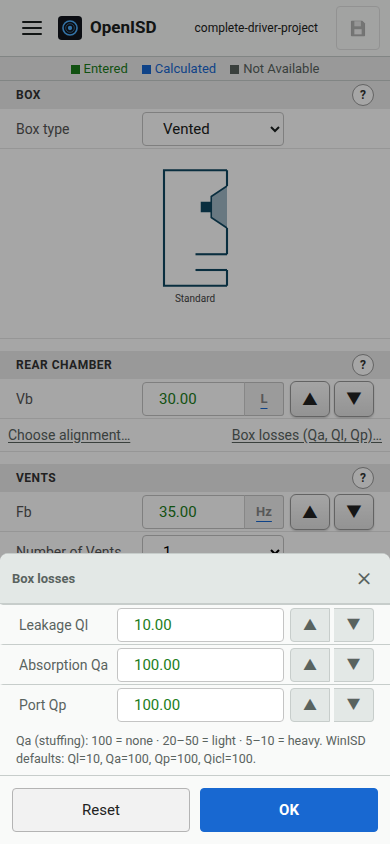 OpenISD
complete-driver-project
Entered Calculated Not Available
BOX ?
Box type Vented
Standard
REAR CHAMBER ?
Vb 30.00 L ▲ ▼
Choose alignment... Box losses (Qa, Ql, Qp)...
VENTS ?
Fb 35.00 Hz ▲ ▼
Number of Vents 1
Box losses ×
Leakage Ql 10.00 ▲ ▼
Absorption Qa 100.00 ▲ ▼
Port Qp 100.00 ▲ ▼
Qa (stuffing): 100 = none · 20–50 = light · 5–10 = heavy. WinISD
defaults: Ql=10, Qa=100, Qp=100, Qicl=100.
Reset OK